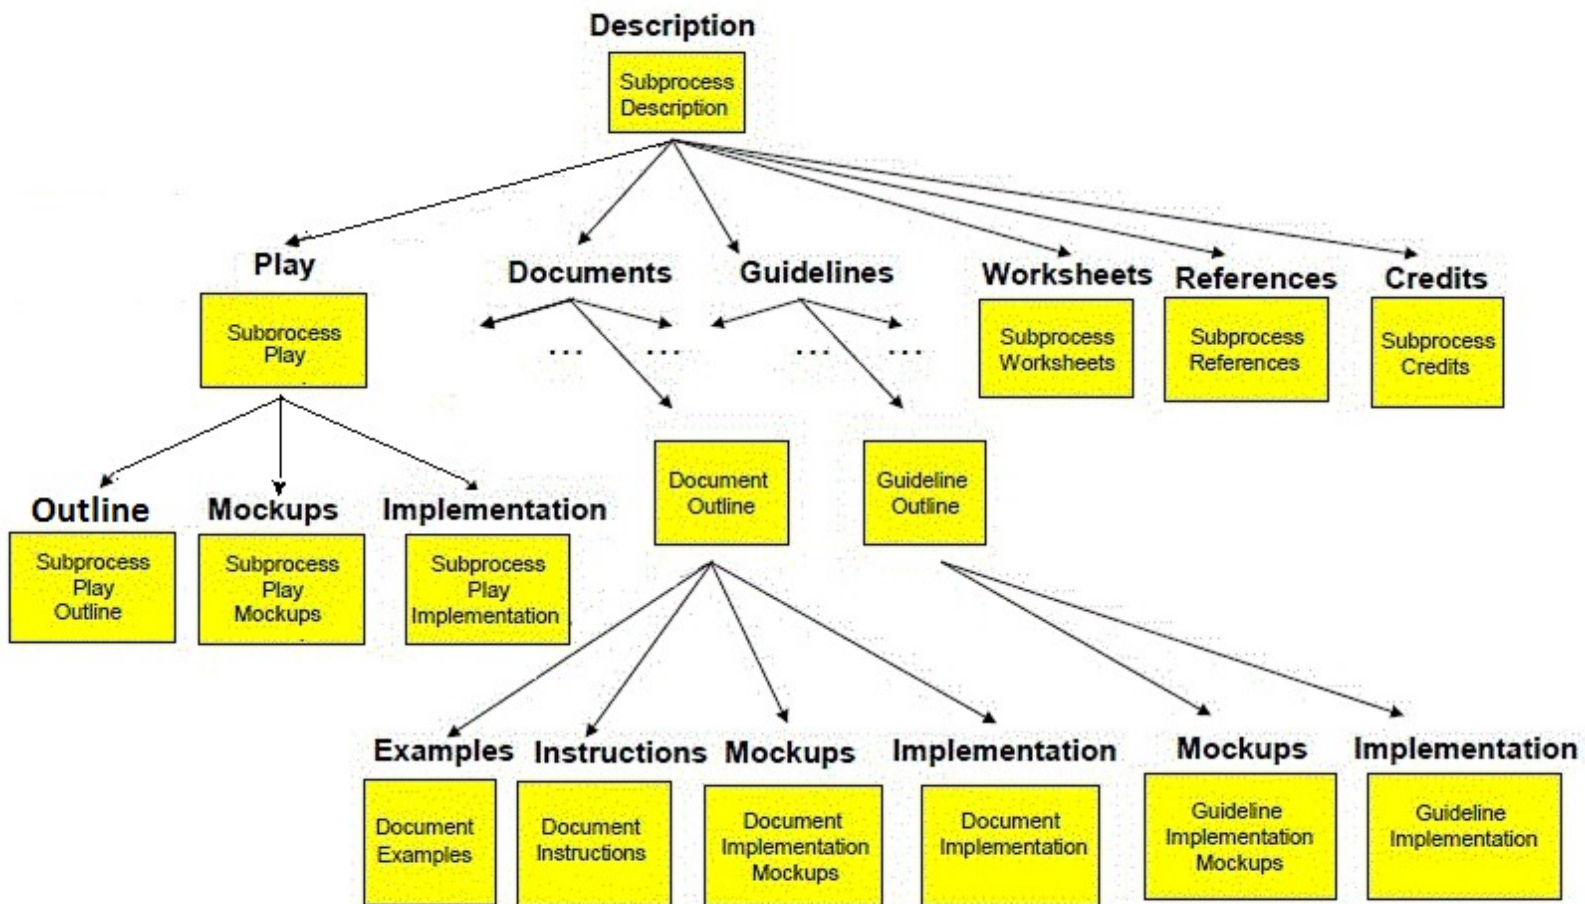 Description
Subprocess
Description
Play
Documents
Guidelines
Worksheets
References
Credits
Subprocess
Play
...
...
...
...
Subprocess
Worksheets
Subprocess
References
Subprocess
Credits
Document
Outline
Guideline
Outline
Outline
Mockups
Implementation
Subprocess
Play
Outline
Subprocess
Play
Mockups
Subprocess
Play
Implementation
Examples
Instructions
Mockups
Implementation
Mockups
Implementation
Document
Examples
Document
Instructions
Document
Implementation
Mockups
Document
Implementation
Guideline
Implementation
Mockups
Guideline
Implementation